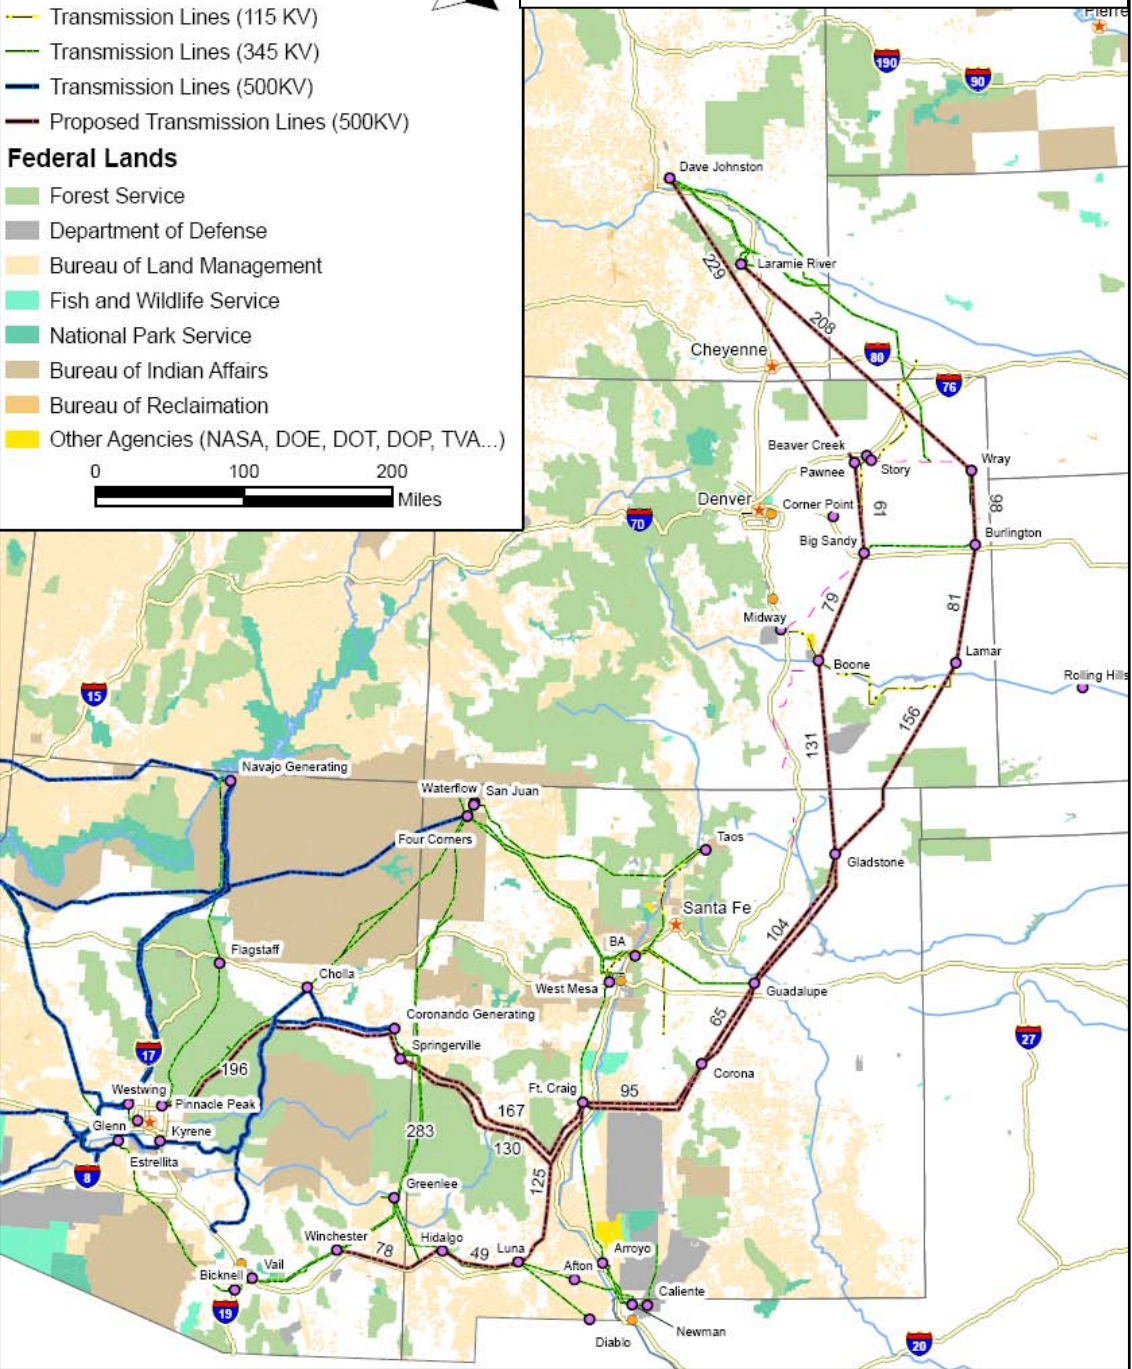 Transmission Lines (115 KV)
Transmission Lines (345 KV)
Transmission Lines (500KV)
Proposed Transmission Lines (500KV)
Federal Lands
Forest Service
Department of Defense
Bureau of Land Management
Fish and Wildlife Service
National Park Service
Bureau of Indian Affairs
Bureau of Reclamation
Other Agencies (NASA, DOE, DOT, DOP, TVA...)
0 100 200
Miles
Pierre
190
90
Dave Johnston
229
Laramie River
208
Cheyenne
80
76
Beaver Creek
Pawnee
Story
Wray
Denver
Corner Point
61
98
70
Big Sandy
Burlington
79
81
Midway
Boone
Lamar
Rolling Hills
15
131
156
Navajo Generating
Waterflow
San Juan
Four Corners
Taos
Gladstone
Santa Fe
104
Flagstaff
BA
Cholla
West Mesa
Guadalupe
Coronando Generating
65
27
17
Springerville
196
Corona
Westwing
Pinnacle Peak
Ft. Craig
95
Glenn
Kyrene
167
283
130
Estrellita
8
125
Greenlee
Winchester
78
Hidalgo
49
Luna
Arroyo
Vail
Afton
Bicknell
Caliente
19
Newman
Diablo
20